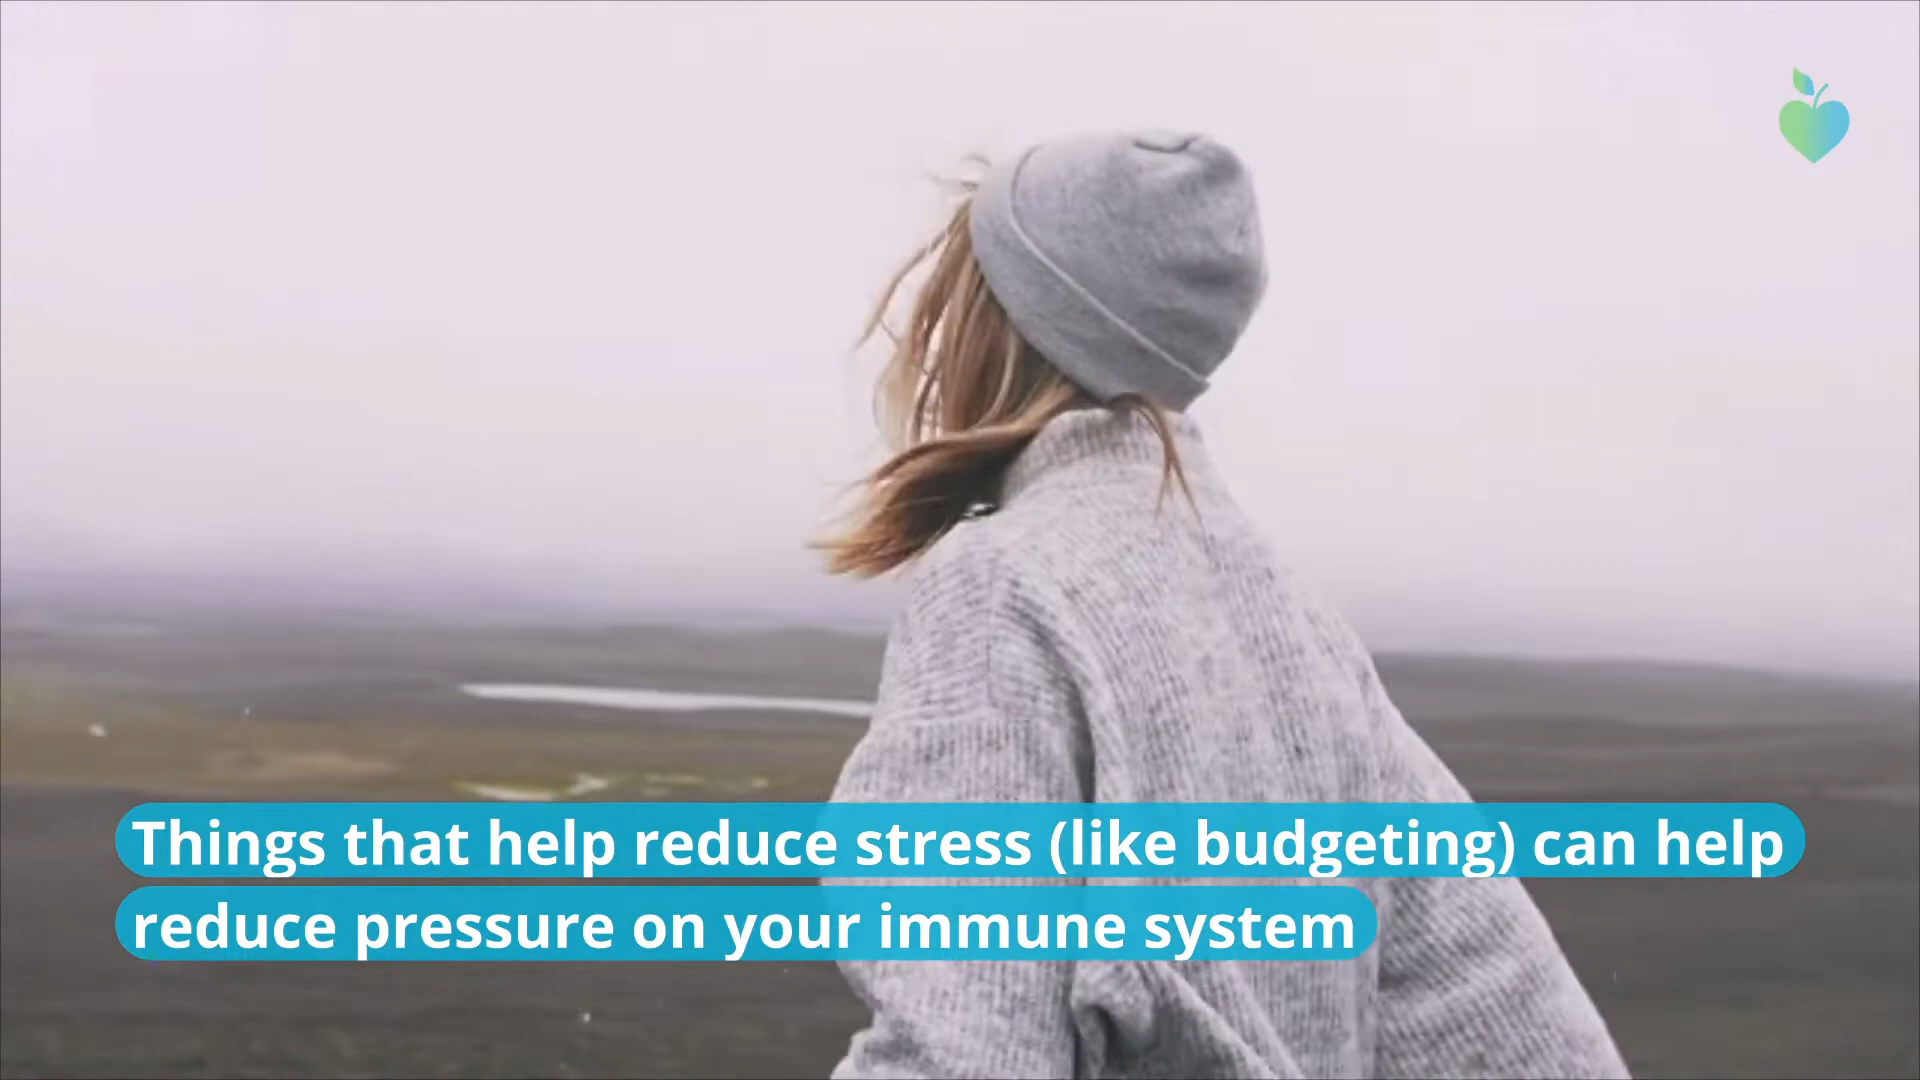 Things that help reduce stress (like budgeting) can help
reduce pressure on your immune system